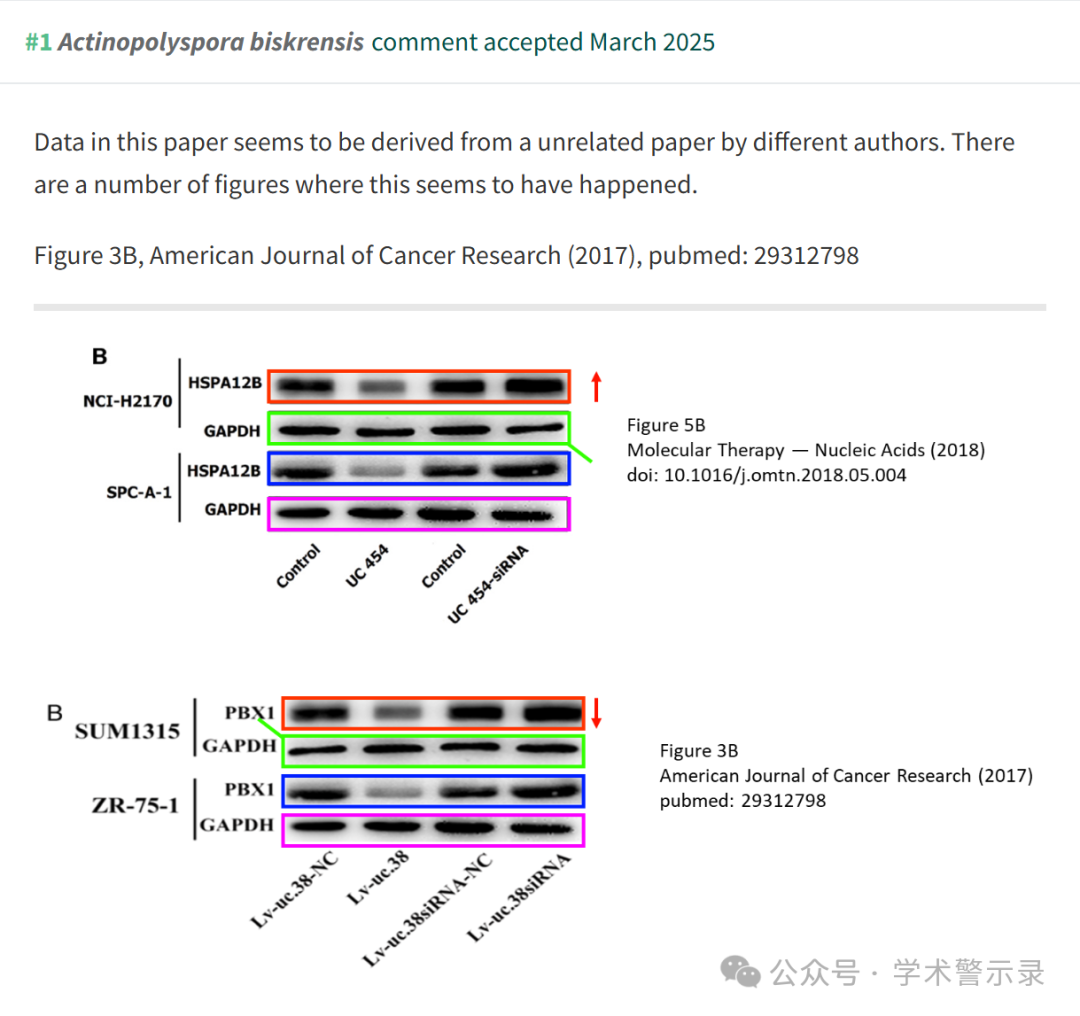 #1 Actinopolyspora biskrensis comment accepted March 2025
Data in this paper seems to be derived from a unrelated paper by different authors. There
are a number of figures where this seems to have happened.
Figure 3B, American Journal of Cancer Research (2017), pubmed: 29312798
B
NCI-H2170
HSPA12B
GAPDH
SPC-A-1
HSPA12B
GAPDH
Control
UC 454
Control
UC 454-siRNA
Figure 5B
Molecular Therapy — Nucleic Acids (2018)
doi: 10.1016/j.omtn.2018.05.004
B
SUM1315
PBX1
GAPDH
ZR-75-1
PBX1
GAPDH
Lv-uc.38-NC
Lv-uc.38
Lv-uc.38siRNA-NC
Lv-uc.38siRNA
Figure 3B
American Journal of Cancer Research (2017)
pubmed: 29312798
公众号 · 学术警示录